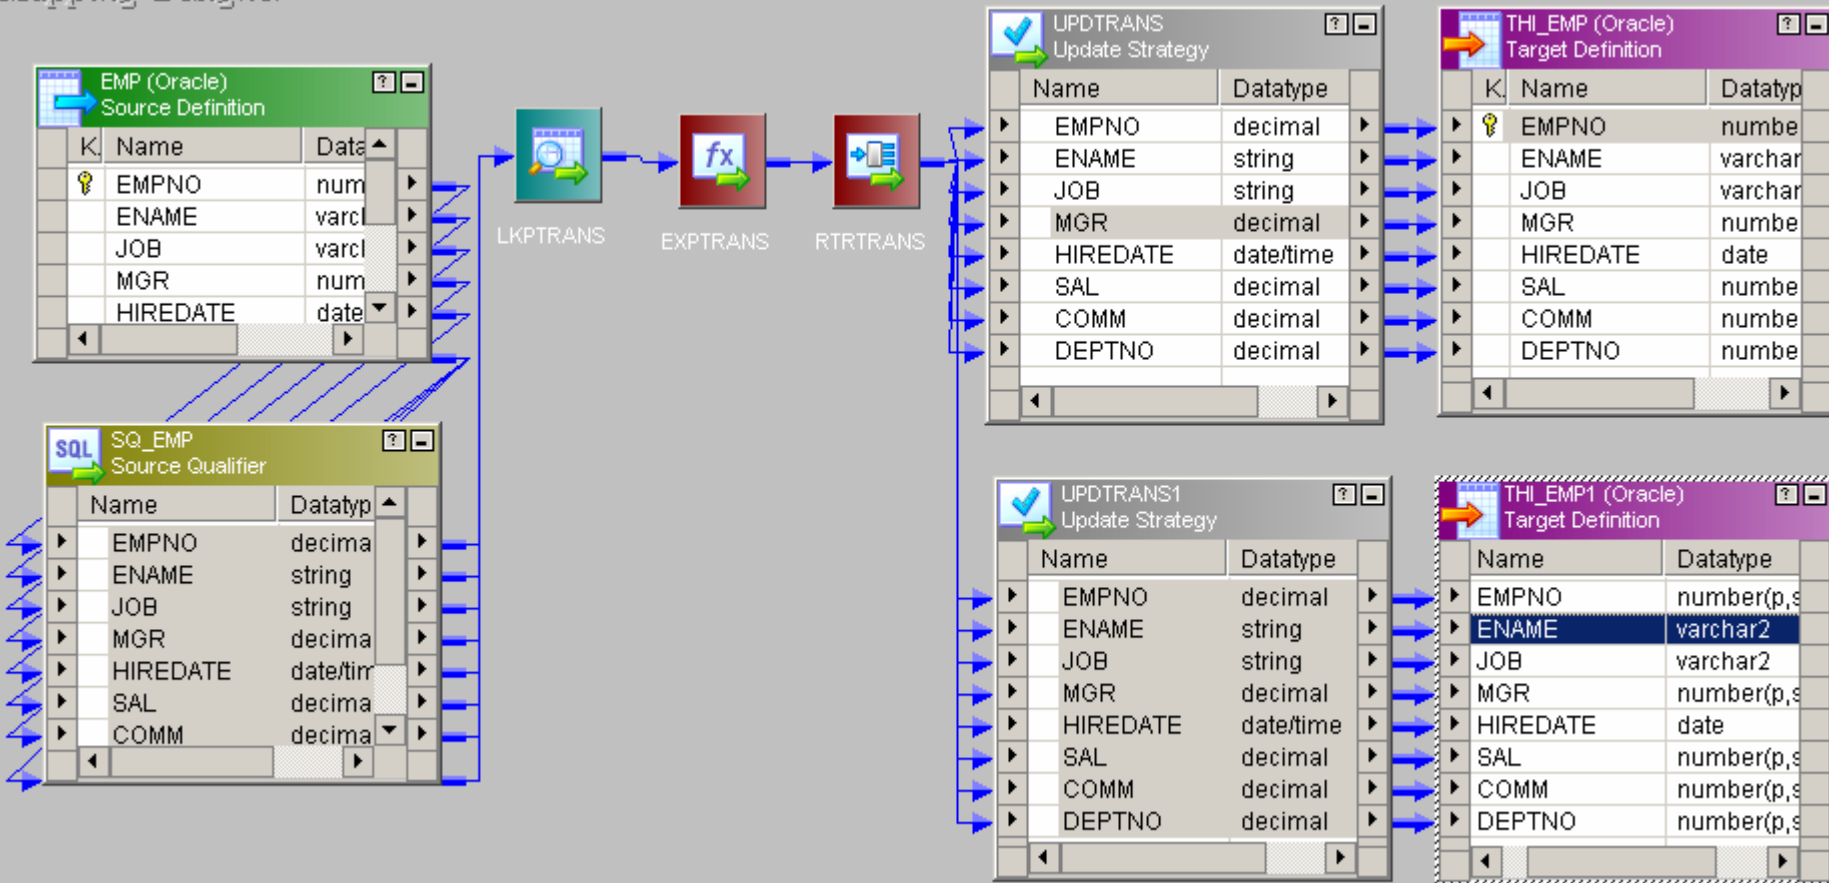 EMP (Oracle)
Source Definition
K. Name Data
EMPNO num
ENAME varcl
JOB varcl
MGR num
HIREDATE date
SQL
SQ_EMP
Source Qualifier
Name Datatyp
EMPNO decima
ENAME string
JOB string
MGR decima
HIREDATE date/tim
SAL decima
COMM decima
LKPTRANS
fx
EXPTRANS
RTRTRANS
UPDTRANS
Update Strategy
Name Datatype
EMPNO decimal
ENAME string
JOB string
MGR decimal
HIREDATE date/time
SAL decimal
COMM decimal
DEPTNO decimal
THI_EMP (Oracle)
Target Definition
K. Name Datatyp
EMPNO numbe
ENAME varchar
JOB varchar
MGR numbe
HIREDATE date
SAL numbe
COMM numbe
DEPTNO numbe
UPDTRANS1
Update Strategy
Name Datatype
EMPNO decimal
ENAME string
JOB string
MGR decimal
HIREDATE date/time
SAL decimal
COMM decimal
DEPTNO decimal
THI_EMP1 (Oracle)
Target Definition
Name Datatype
EMPNO number(p,s
ENAME varchar2
JOB varchar2
MGR number(p,s
HIREDATE date
SAL number(p,s
COMM number(p,s
DEPTNO number(p,s